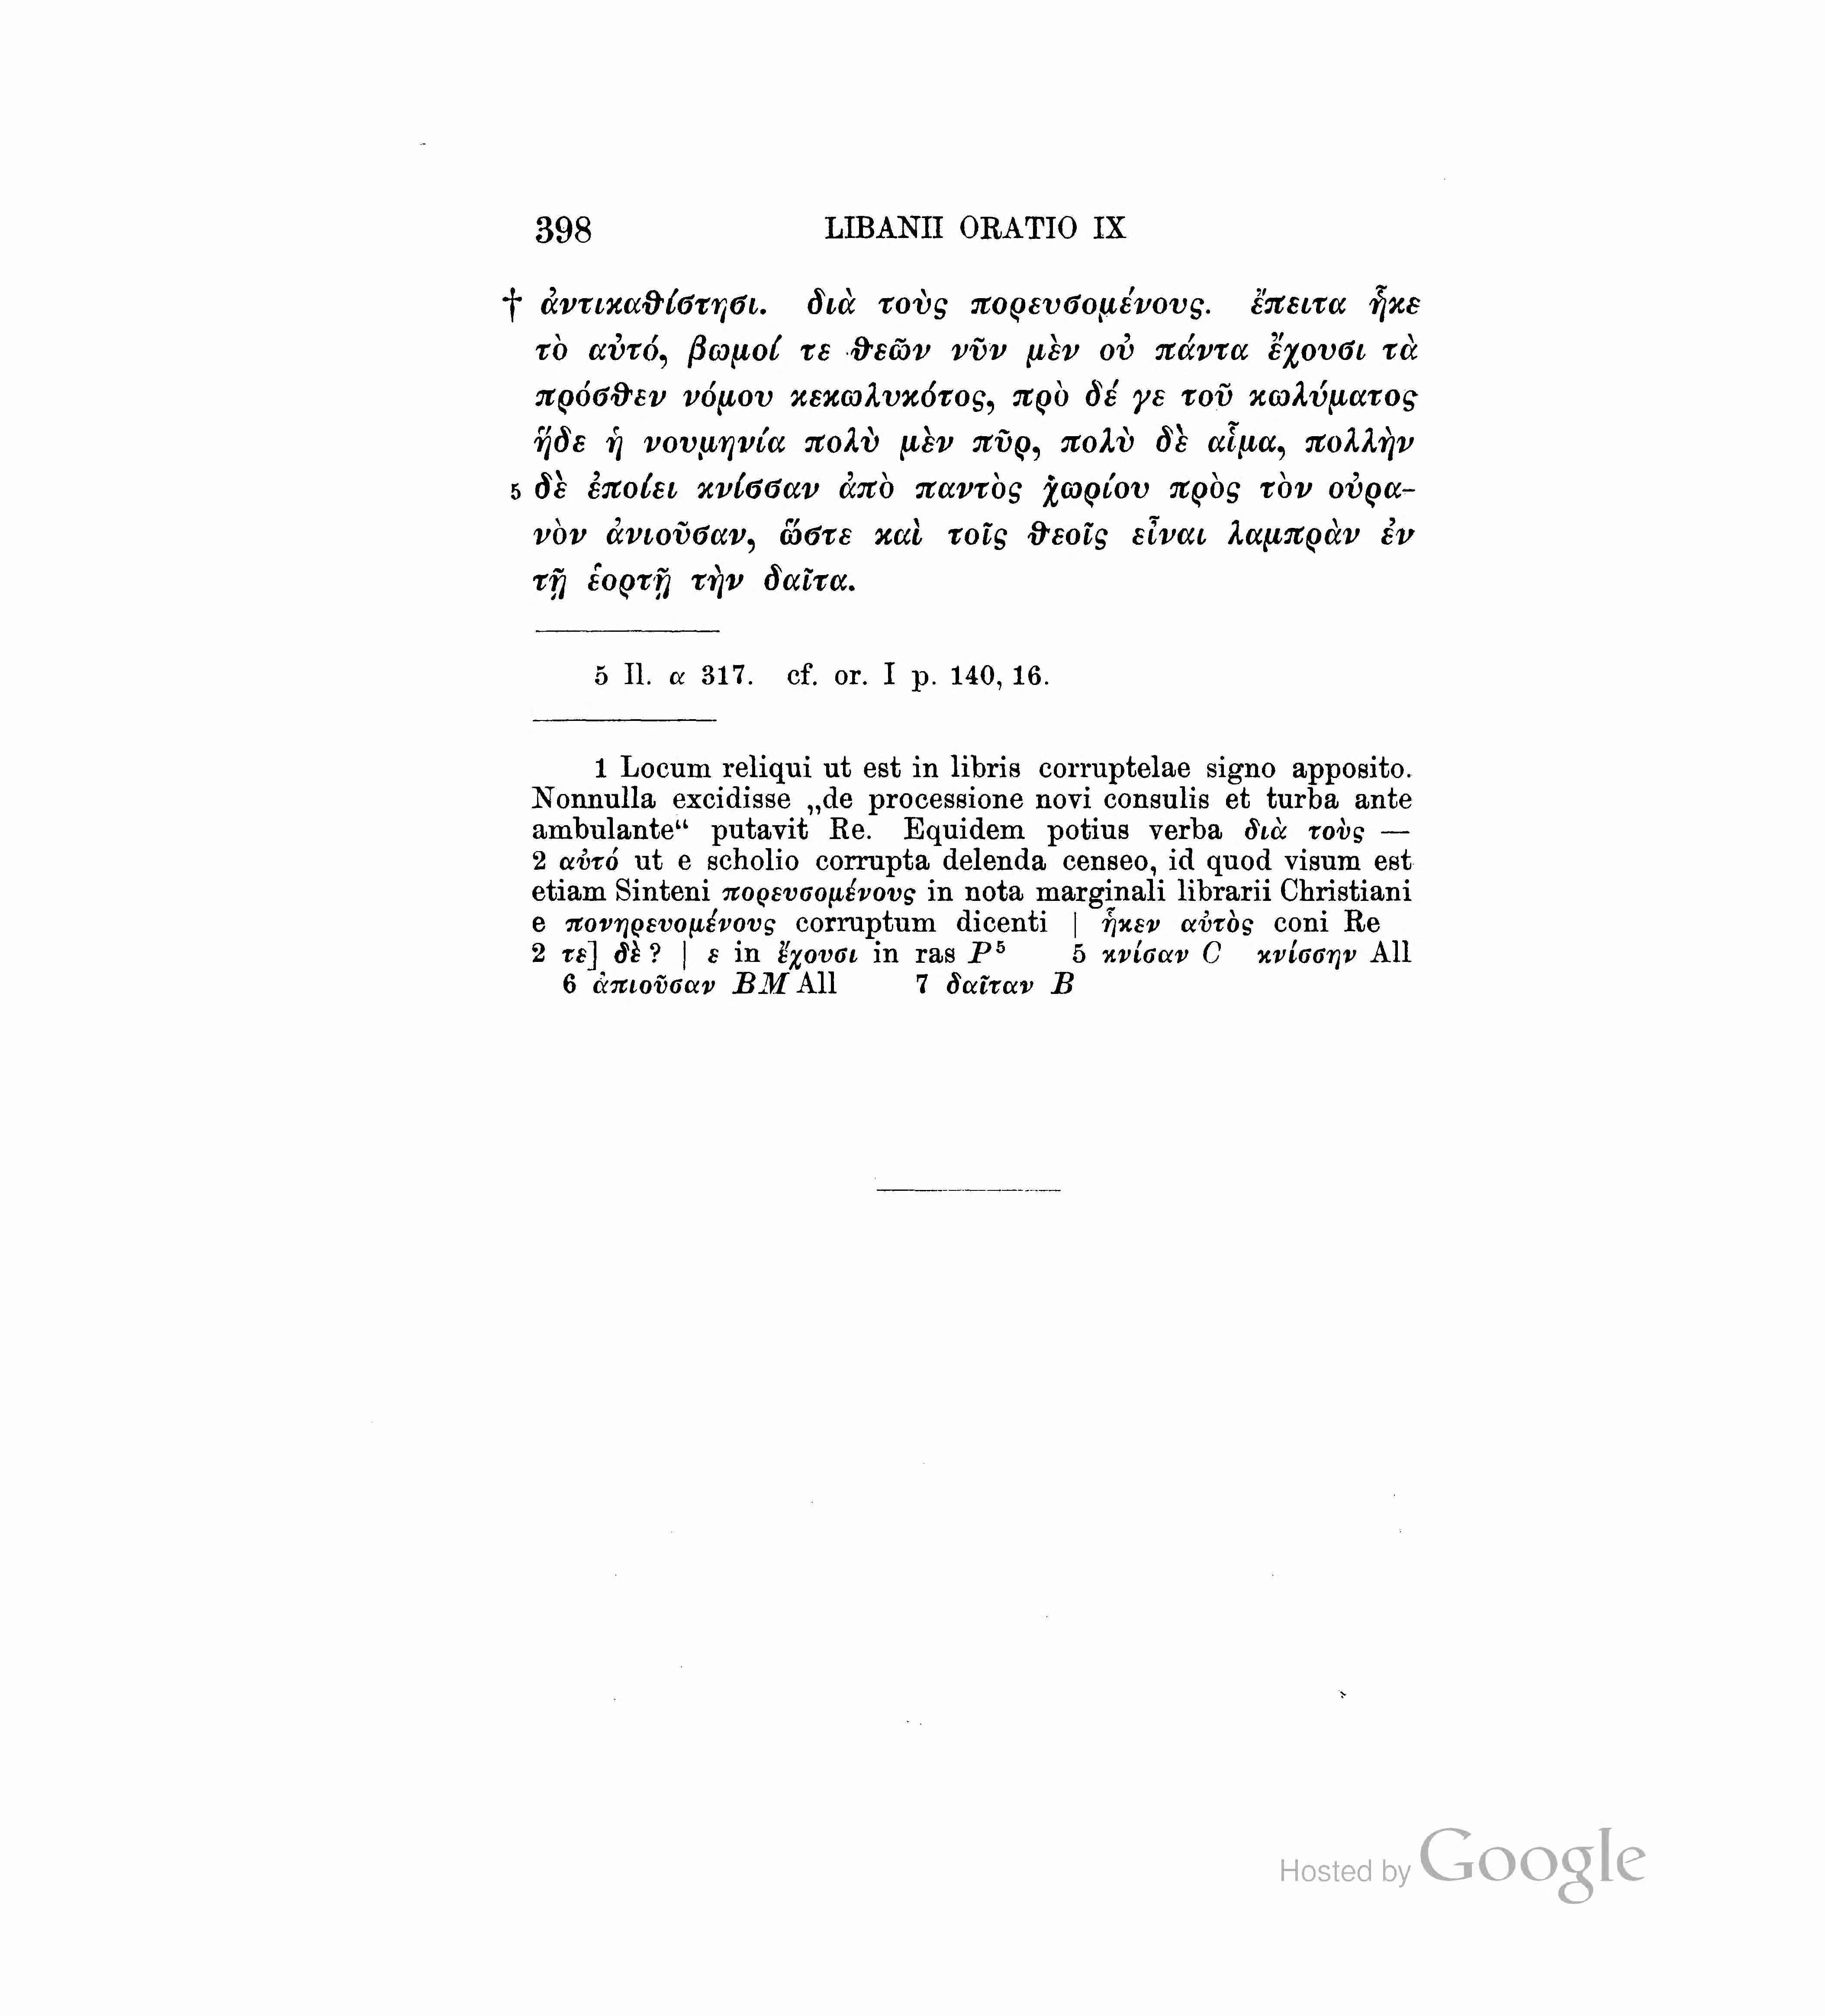 398 LIBANII ORATIO IX
† ἀντικαθίστησι. διὰ τοὺς πορευσομένους. ἔπειτα ἧκε
τὸ αὐτό, βωμοί τε θεῶν νῦν μὲν οὐ πάντα ἔχουσι τὰ
πρόσθεν νόμου κεκωλυκότος, πρὸ δέ γε τοῦ κωλύματος
ἥδε ἡ νουμηνία πολὺ μὲν πῦρ, πολὺ δὲ αἷμα, πολλὴν
5 δὲ ἐποίει κνίσσαν ἀπὸ παντὸς χωρίου πρὸς τὸν οὐρα-
νὸν ἀνιοῦσαν, ὥστε καὶ τοῖς θεοῖς εἶναι λαμπρὰν ἐν
τῇ ἑορτῇ τὴν δαῖτα.
5 Il. α 317. cf. or. I p. 140, 16.
1 Locum reliqui ut est in libris corruptelae signo apposito.
Nonnulla excidisse „de processione novi consulis et turba ante
ambulante“ putavit Re. Equidem potius verba διὰ τοὺς —
2 αὐτό ut e scholio corrupta delenda censeo, id quod visum est
etiam Sinteni πορευσομένους in nota marginali librarii Christiani
e πονηρευομένους corruptum dicenti | ἧκεν αὐτὸς coni Re
2 τε] δὲ? | ε in ἔχουσι in ras P⁵ 5 κνίσαν C κνίσσην All
6 ἀπιοῦσαν BM All 7 δαῖταν B
Hosted by Google